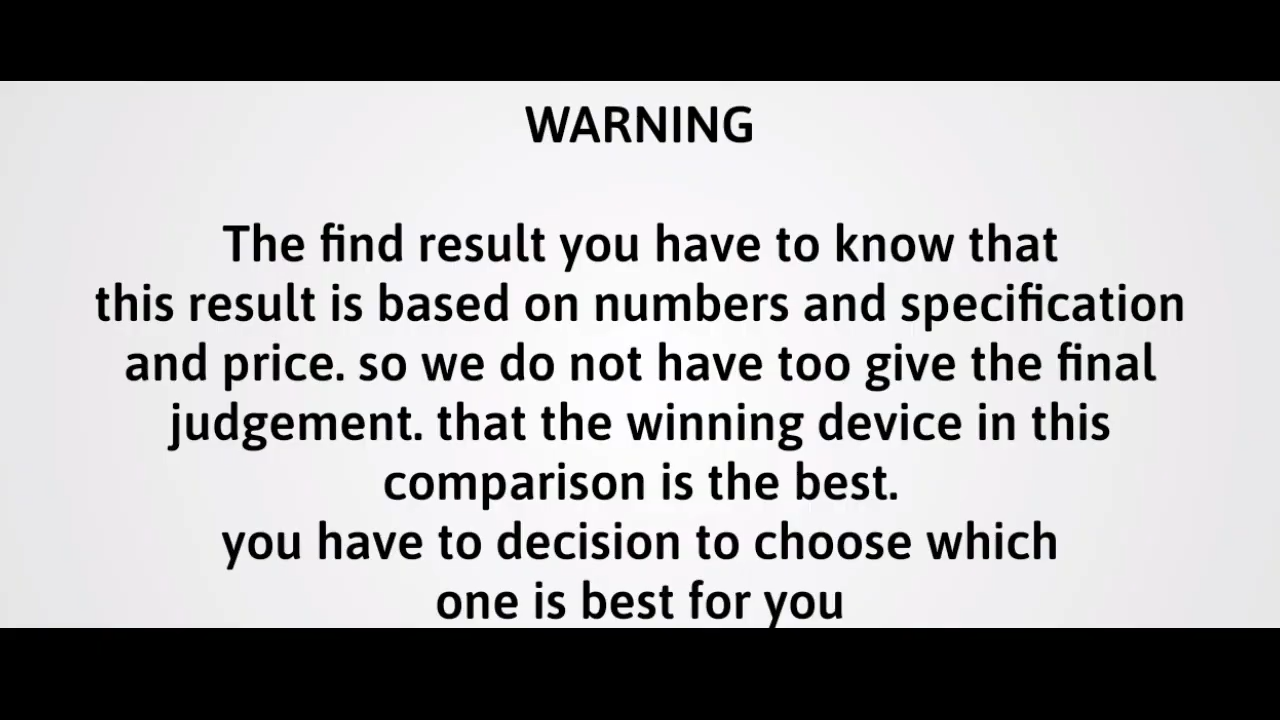 WARNING
The find result you have to know that
this result is based on numbers and specification
and price. so we do not have too give the final
judgement. that the winning device in this
comparison is the best.
you have to decision to choose which
one is best for you